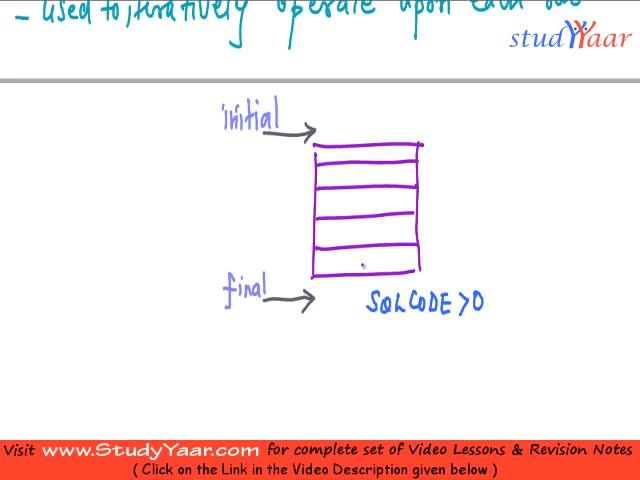 - used to iteratively operate upon each
studYYaar
initial
final
SQLCODE >0
Visit www.StudyYaar.com for complete set of Video Lessons & Revision Notes
( Click on the Link in the Video Description given below )